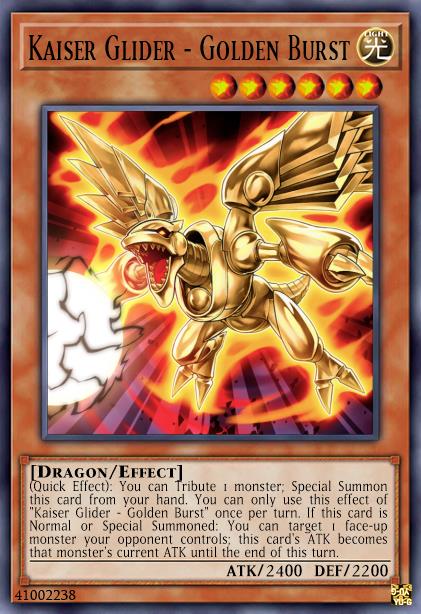 Kaiser Glider - Golden Burst
LIGHT
光
[Dragon/Effect]
(Quick Effect): You can Tribute 1 monster; Special Summon
this card from your hand. You can only use this effect of
"Kaiser Glider - Golden Burst" once per turn. If this card is
Normal or Special Summoned: You can target 1 face-up
monster your opponent controls; this card's ATK becomes
that monster's current ATK until the end of this turn.
ATK/2400 DEF/2200
41002238